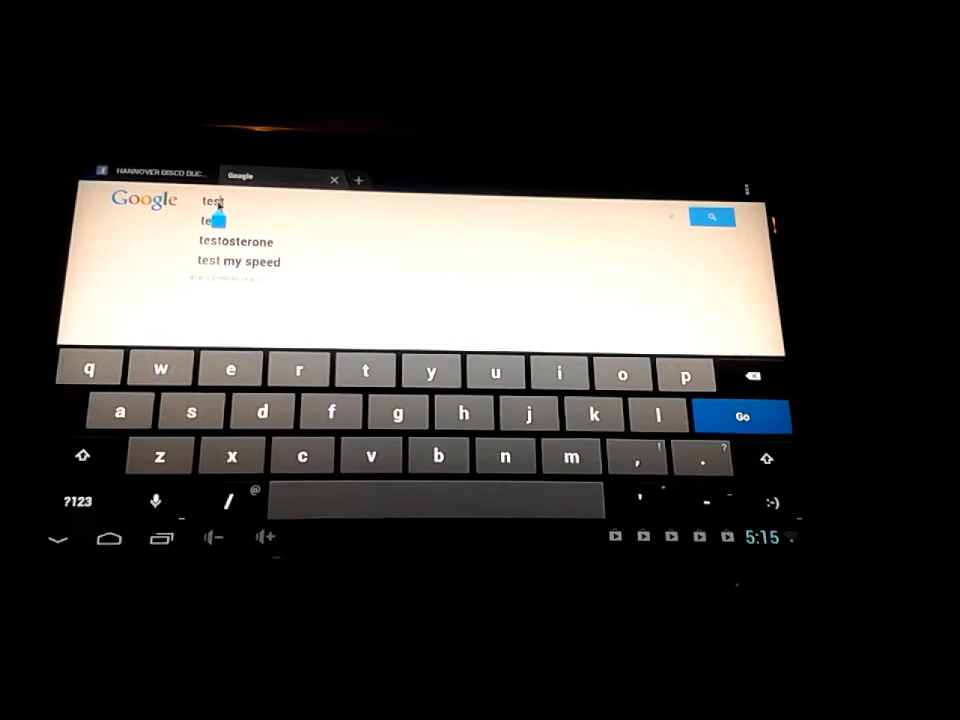 HANNOVER DISCO DUC..
Google
Google test
te
testosterone
test my speed
q w e r t y u i o p
a s d f g h j k l Go
z x c v b n m , ! . ?
?123 / @ ' - :-)
5:15